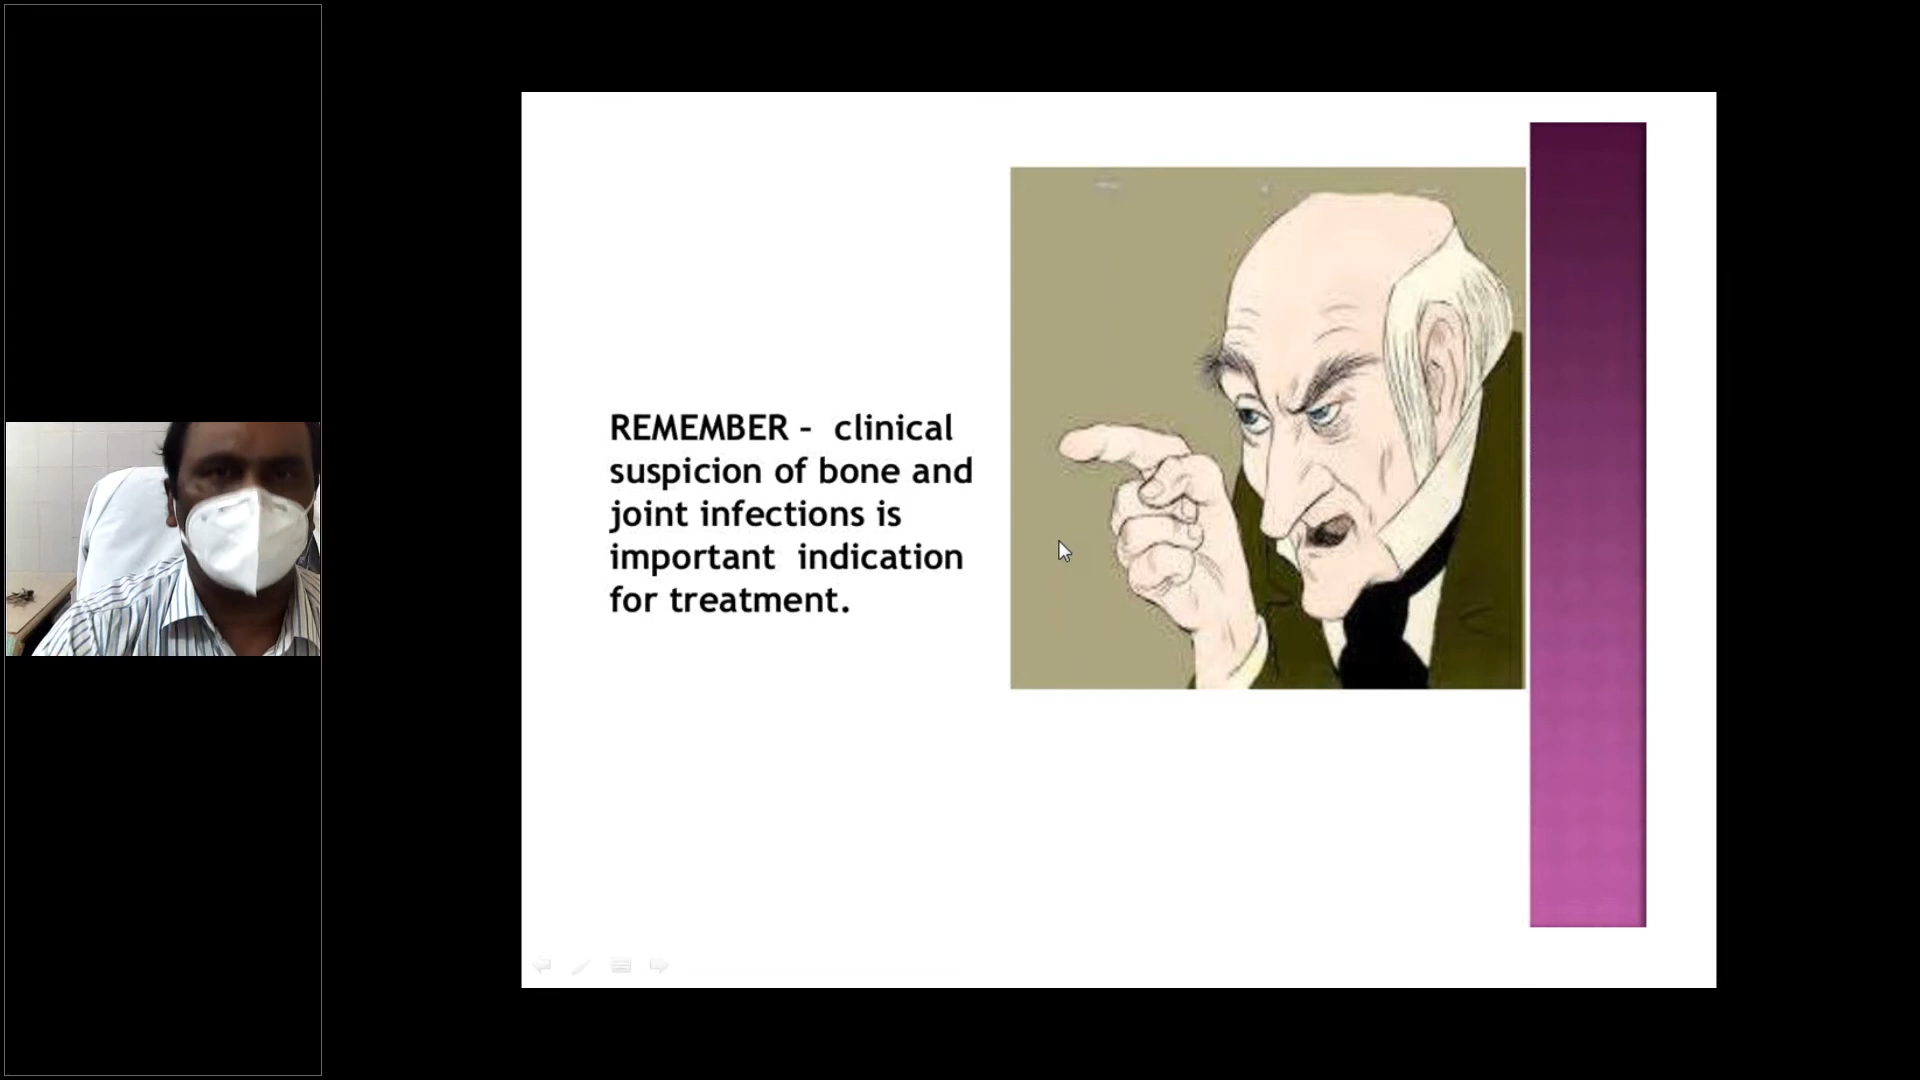 REMEMBER - clinical
suspicion of bone and
joint infections is
important indication
for treatment.